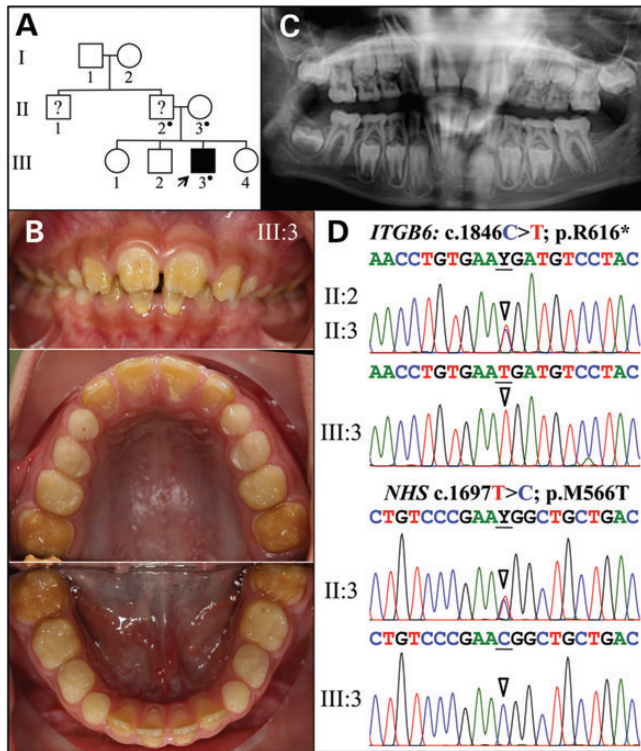 A
I
1 2
II
? ?
1 2• 3•
III
1 2 3• 4
B
III:3
C
D
ITGB6: c.1846C>T; p.R616*
AACCTGTGAAYGATGTCCTAC
II:2
II:3
AACCTGTGAATGATGTCCTAC
III:3
NHS c.1697T>C; p.M566T
CTGTCCCGAAYGGCTGCTGAC
II:3
CTGTCCCGAACGGCTGCTGAC
III:3